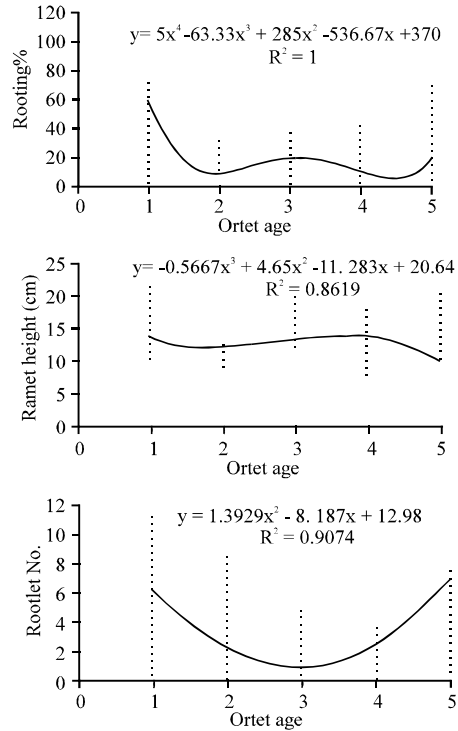 y= 5x⁴ -63.33x³ + 285x² -536.67x +370
R² = 1
Rooting%
120
100
80
60
40
20
0
0 1 2 3 4 5
Ortet age
y= -0.5667x³ + 4.65x² -11. 283x + 20.64
R² = 0.8619
Ramet height (cm)
25
20
15
10
5
0
0 1 2 3 4 5
Ortet age
y = 1.3929x² - 8. 187x + 12.98
R² = 0.9074
Rootlet No.
12
10
8
6
4
2
0
0 1 2 3 4 5
Ortet age